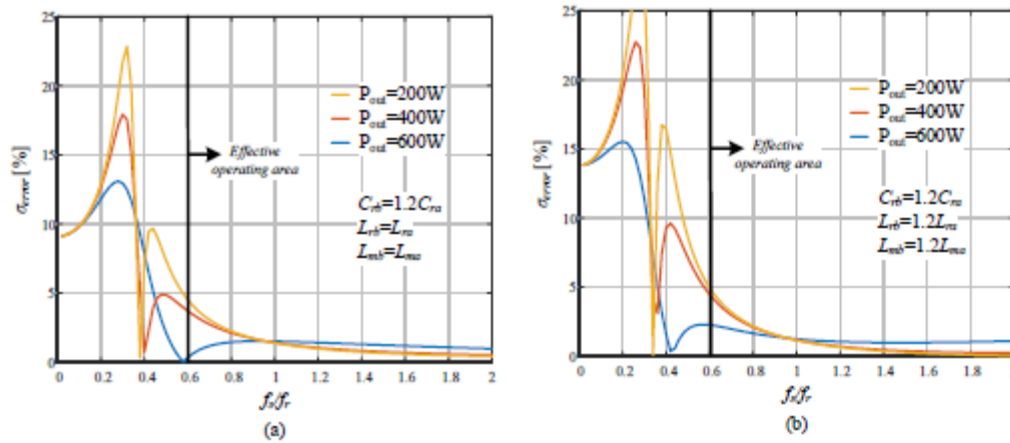 25
20
15
10
5
0
σerror [%]
0 0.2 0.4 0.6 0.8 1 1.2 1.4 1.6 1.8 2
fs/fr
(a)
Pout=200W
Pout=400W
Pout=600W
Effective
operating area
Crb=1.2Cra
Lrb=Lra
Lmb=Lma
25
20
15
10
5
0
σerror [%]
0 0.2 0.4 0.6 0.8 1 1.2 1.4 1.6 1.8 2
fs/fr
(b)
Pout=200W
Pout=400W
Pout=600W
Effective
operating area
Crb=1.2Cra
Lrb=1.2Lra
Lmb=1.2Lma